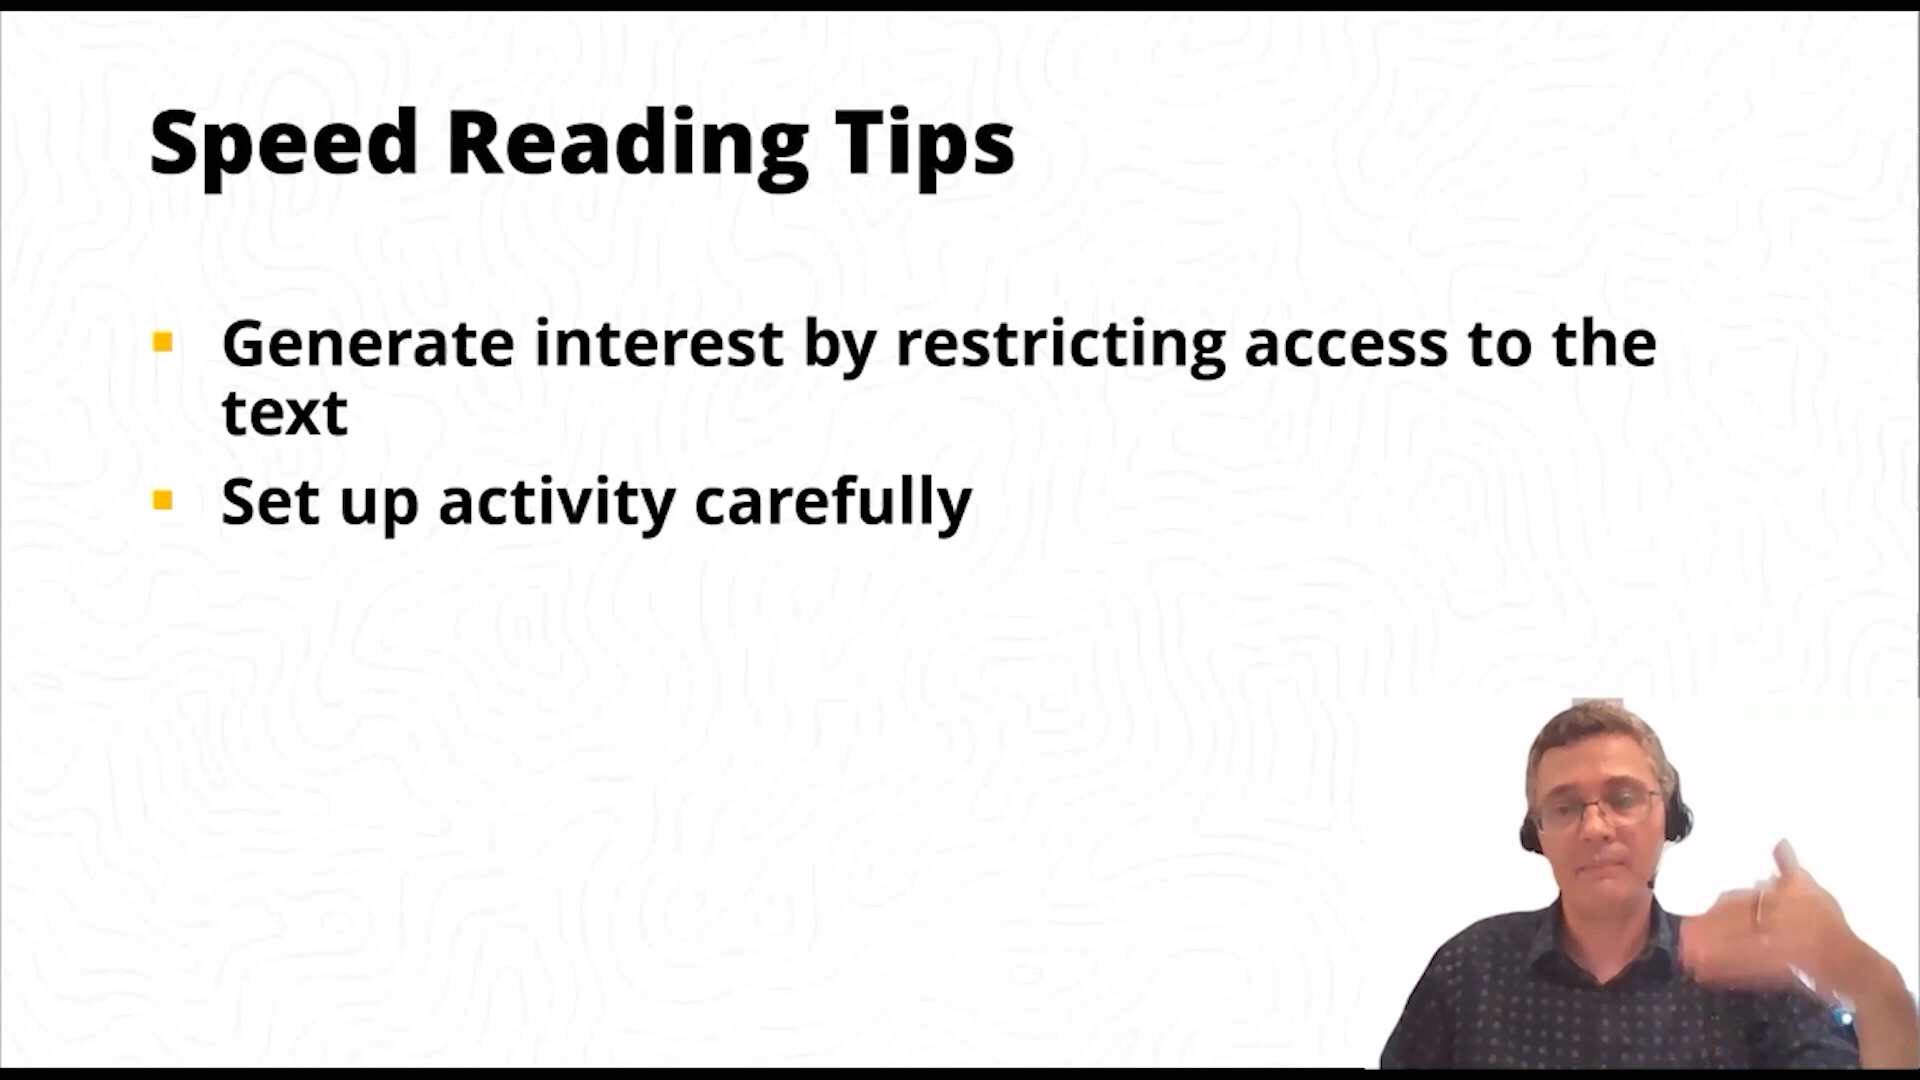 Speed Reading Tips
Generate interest by restricting access to the
text
Set up activity carefully